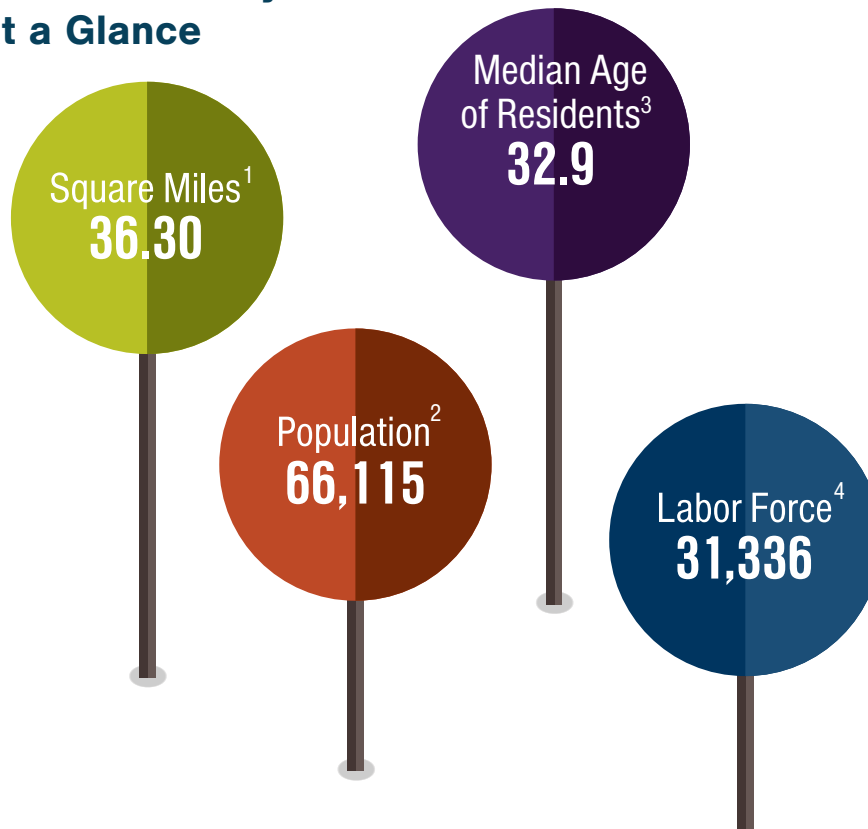 t a Glance
Median Age
of Residents³
32.9
Square Miles¹
36.30
Population²
66,115
Labor Force⁴
31,336